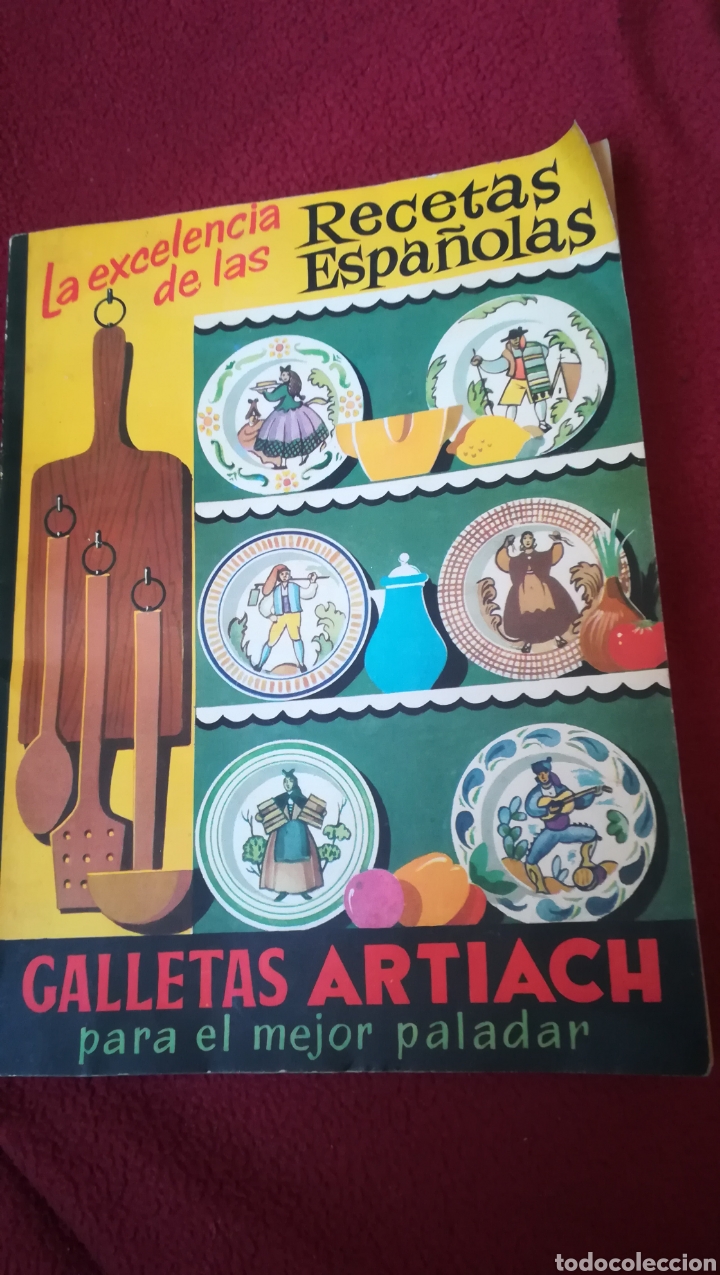 La excelencia
de las
Recetas
Españolas
GALLETAS ARTIACH
para el mejor paladar
todocoleccion